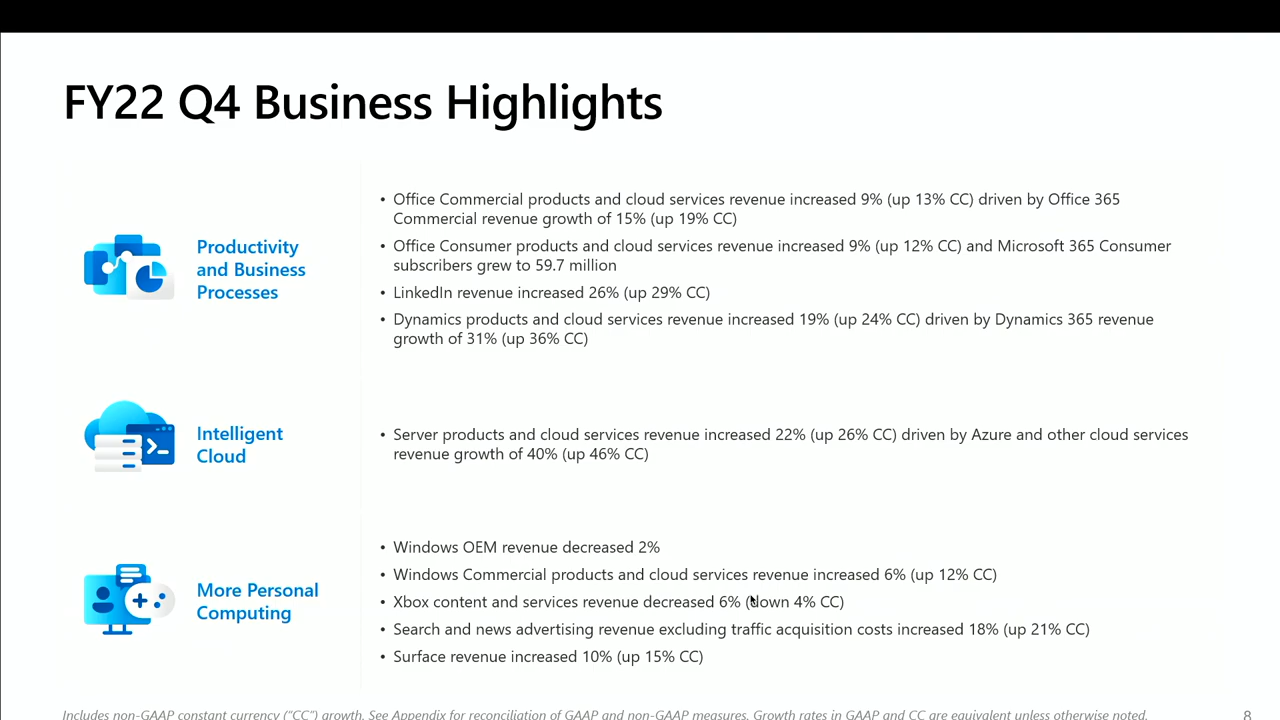 FY22 Q4 Business Highlights
Productivity
and Business
Processes
• Office Commercial products and cloud services revenue increased 9% (up 13% CC) driven by Office 365
Commercial revenue growth of 15% (up 19% CC)
• Office Consumer products and cloud services revenue increased 9% (up 12% CC) and Microsoft 365 Consumer
subscribers grew to 59.7 million
• LinkedIn revenue increased 26% (up 29% CC)
• Dynamics products and cloud services revenue increased 19% (up 24% CC) driven by Dynamics 365 revenue
growth of 31% (up 36% CC)
Intelligent
Cloud
• Server products and cloud services revenue increased 22% (up 26% CC) driven by Azure and other cloud services
revenue growth of 40% (up 46% CC)
More Personal
Computing
• Windows OEM revenue decreased 2%
• Windows Commercial products and cloud services revenue increased 6% (up 12% CC)
• Xbox content and services revenue decreased 6% (down 4% CC)
• Search and news advertising revenue excluding traffic acquisition costs increased 18% (up 21% CC)
• Surface revenue increased 10% (up 15% CC)
Includes non-GAAP constant currency ("CC") growth. See Appendix for reconciliation of GAAP and non-GAAP measures. Growth rates in GAAP and CC are equivalent unless otherwise noted.
8